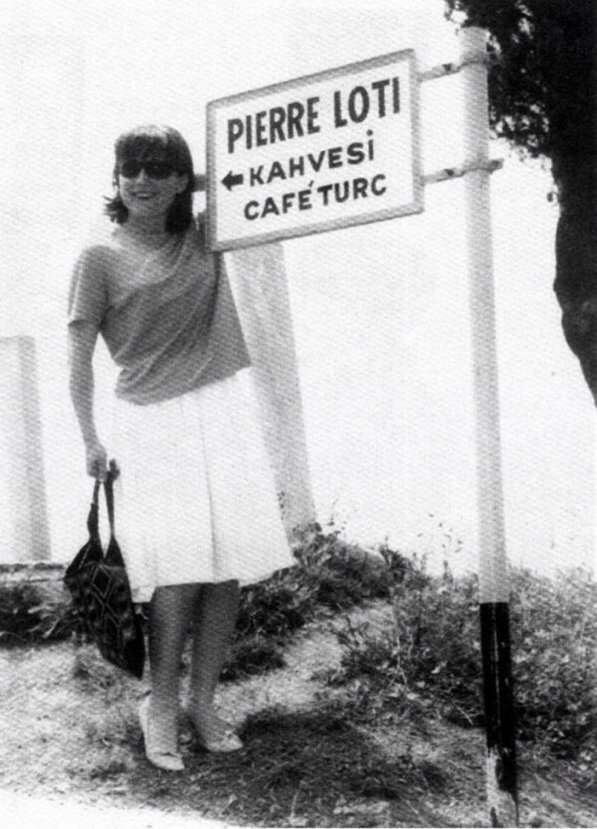 PIERRE LOTI
←KAHVESİ
CAFÉ TURC